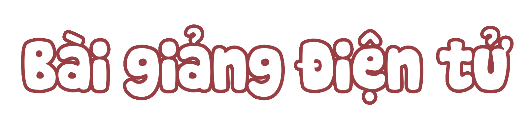 Bài giảng Điện tử